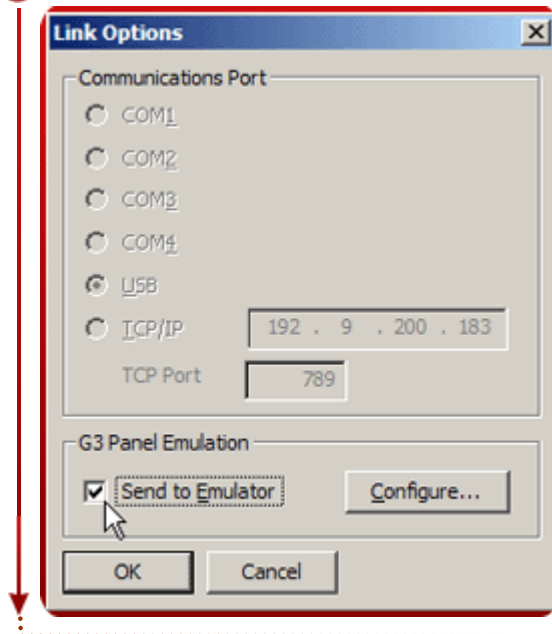 Link Options
Communications Port
COM1
COM2
COM3
COM4
USB
TCP/IP 192 . 9 . 200 . 183
TCP Port 789
G3 Panel Emulation
Send to Emulator Configure...
OK Cancel